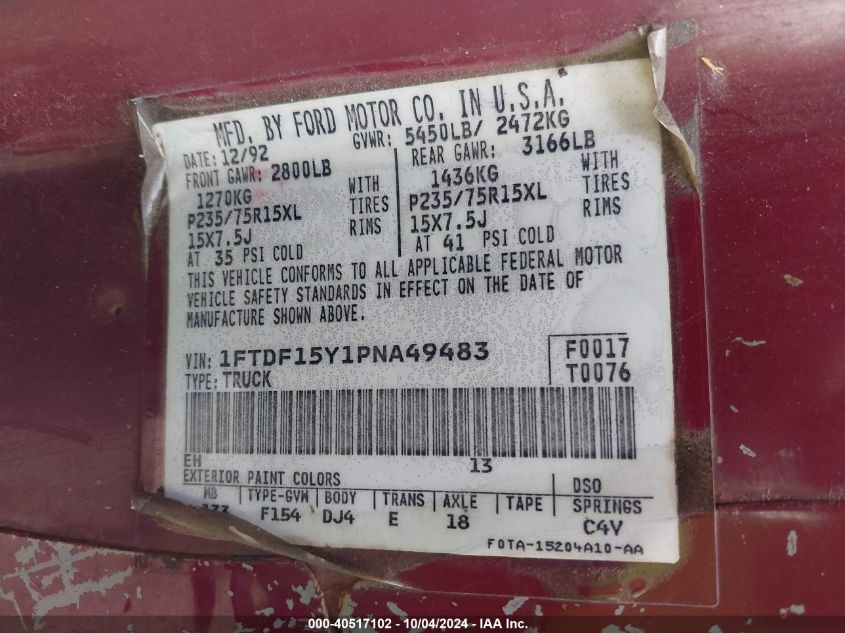 MFD. BY FORD MOTOR CO. IN U.S.A.
DATE: 12/92 GVWR: 5450LB/ 2472KG
FRONT GAWR: 2800LB REAR GAWR: 3166LB
1270KG WITH 1436KG WITH
P235/75R15XL TIRES P235/75R15XL TIRES
15X7.5J RIMS 15X7.5J RIMS
AT 35 PSI COLD AT 41 PSI COLD
THIS VEHICLE CONFORMS TO ALL APPLICABLE FEDERAL MOTOR
VEHICLE SAFETY STANDARDS IN EFFECT ON THE DATE OF
MANUFACTURE SHOWN ABOVE.
VIN: 1FTDF15Y1PNA49483 F0017
TYPE: TRUCK T0076
EH 13
EXTERIOR PAINT COLORS DSO
WB TYPE-GVW BODY TRANS AXLE TAPE SPRINGS
133 F154 DJ4 E 18 C4V
F0TA-15204A10-AA
000-40517102 - 10/04/2024 - IAA Inc.